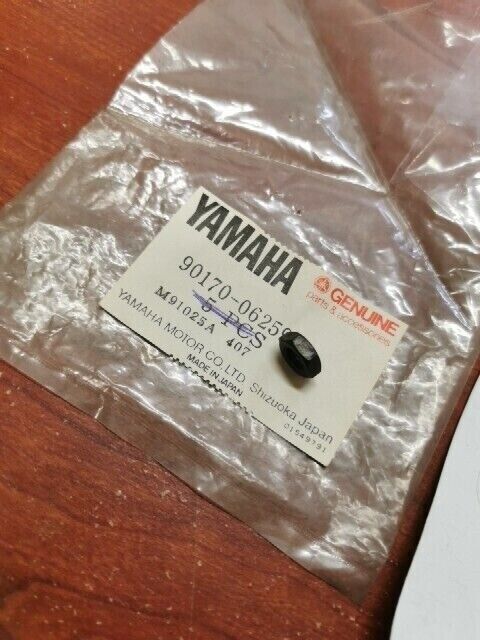 YAMAHA
GENUINE
parts & accessories
90170-06259
5 PCS
M91025A 407
YAMAHA MOTOR CO., LTD. Shizuoka, Japan
MADE IN JAPAN
01549791